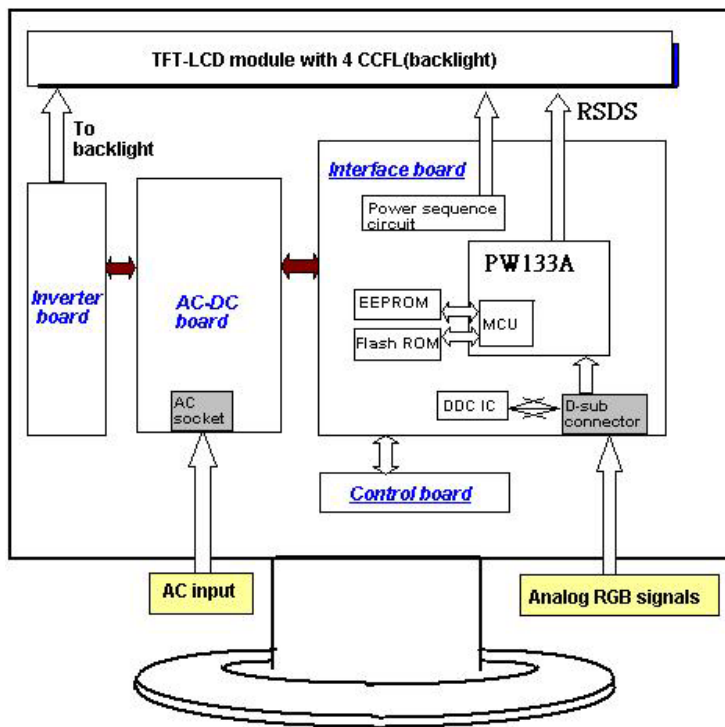 TFT-LCD module with 4 CCFL(backlight)
To
backlight
RSDS
Interface board
Power sequence
circuit
PW133A
Inverter
board
AC-DC
board
EEPROM
MCU
Flash ROM
AC
socket
DDC IC
D-sub
connector
Control board
AC input
Analog RGB signals